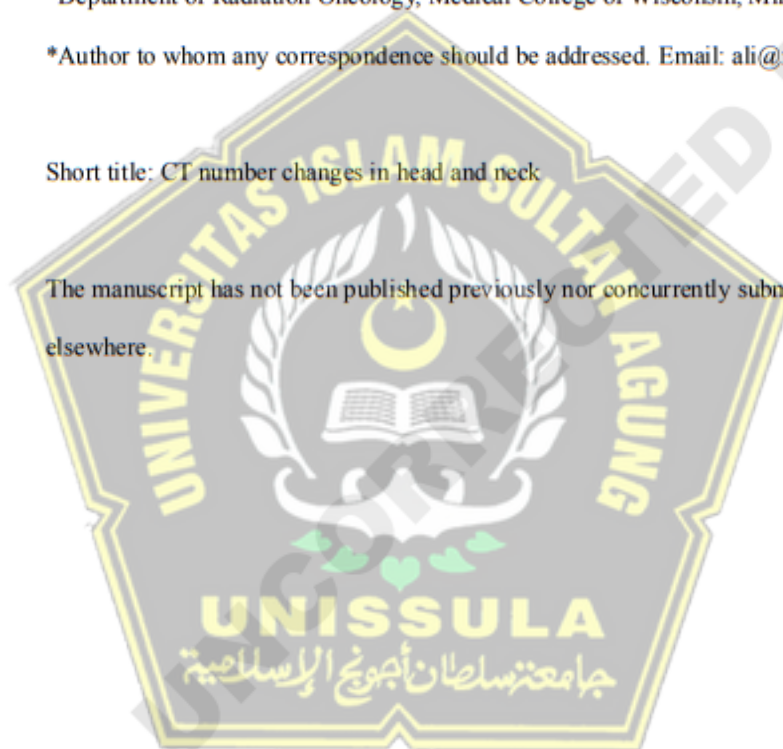 Department of Radiation Oncology, Medical College of Wisconsin,
*Author to whom any correspondence should be addressed. Email: ali@
Short title: CT number changes in head and neck
The manuscript has not been published previously nor concurrently
elsewhere.
UNIVERSITAS ISLAM SULTAN AGUNG
UNISSULA
جامعة سلطان أجونج الإسلامية
UNCORRECTED